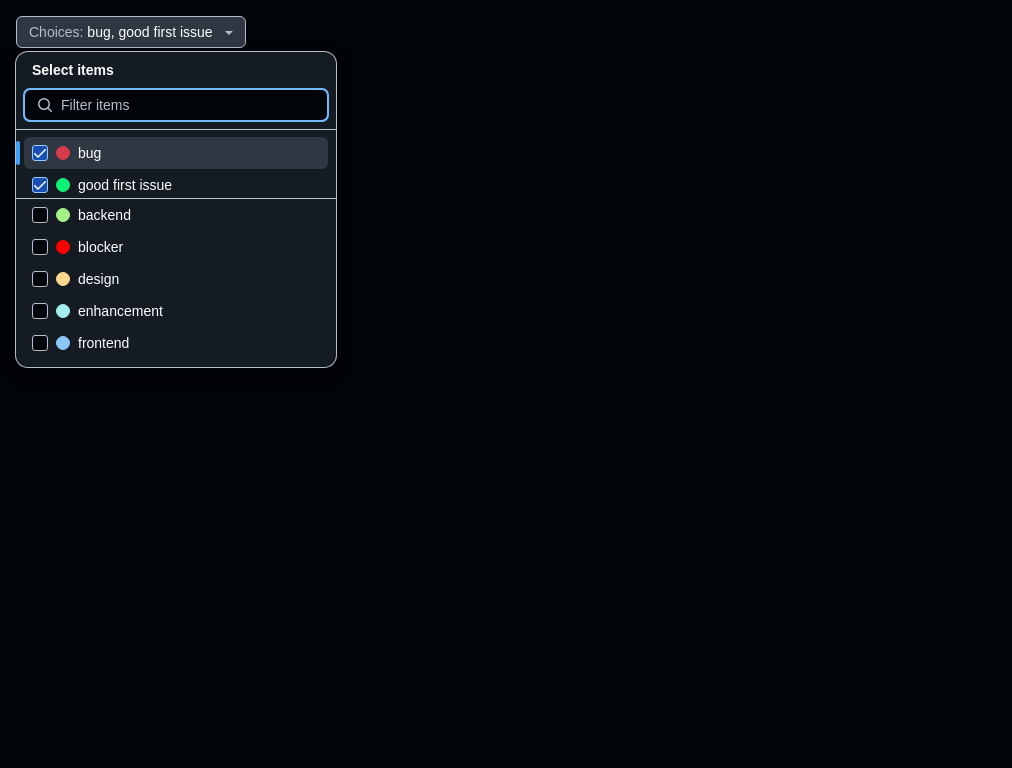 Choices: bug, good first issue
Select items
Filter items
bug
good first issue
backend
blocker
design
enhancement
frontend